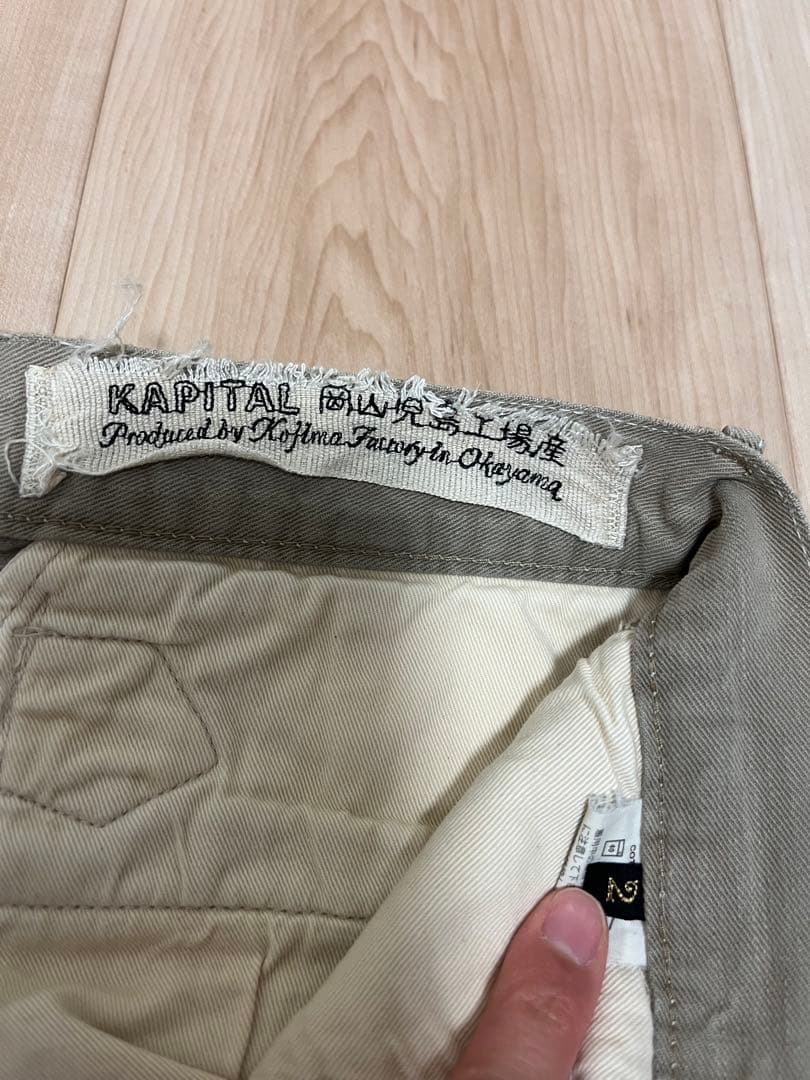 KAPITAL 岡山児島工場産
Produced by Kojima Factory in Okayama
2